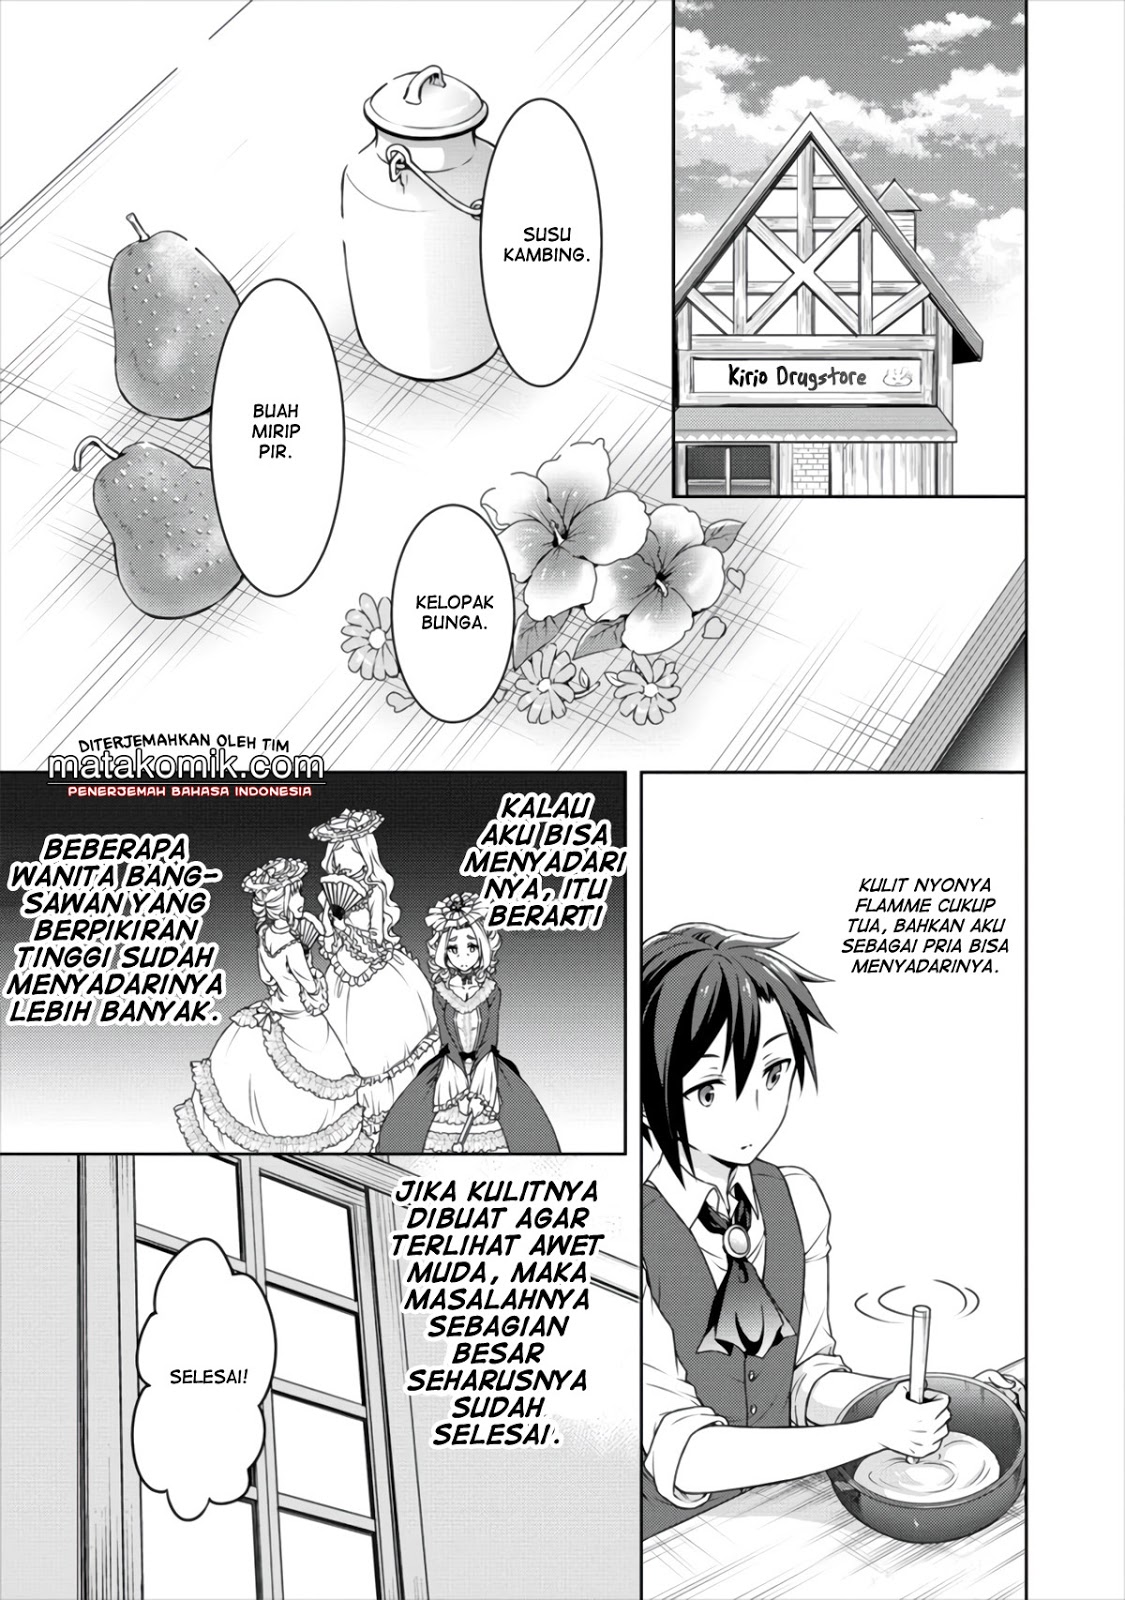 Kirio Drugstore
SUSU
KAMBING.
BUAH
MIRIP
PIR.
KELOPAK
BUNGA.
DITERJEMAHKAN OLEH TIM
matakomik.com
PENERJEMAH BAHASA INDONESIA
KULIT NYONYA
FLAMME CUKUP
TUA, BAHKAN AKU
SEBAGAI PRIA BISA
MENYADARINYA.
KALAU
AKU BISA
MENYADARI
NYA, ITU
BERARTI
BEBERAPA
WANITA BANG-
SAWAN YANG
BERPIKIRAN
TINGGI SUDAH
MENYADARINYA
LEBIH BANYAK.
JIKA KULITNYA
DIBUAT AGAR
TERLIHAT AWET
MUDA, MAKA
MASALAHNYA
SEBAGIAN
BESAR
SEHARUSNYA
SUDAH
SELESAI.
SELESAI!